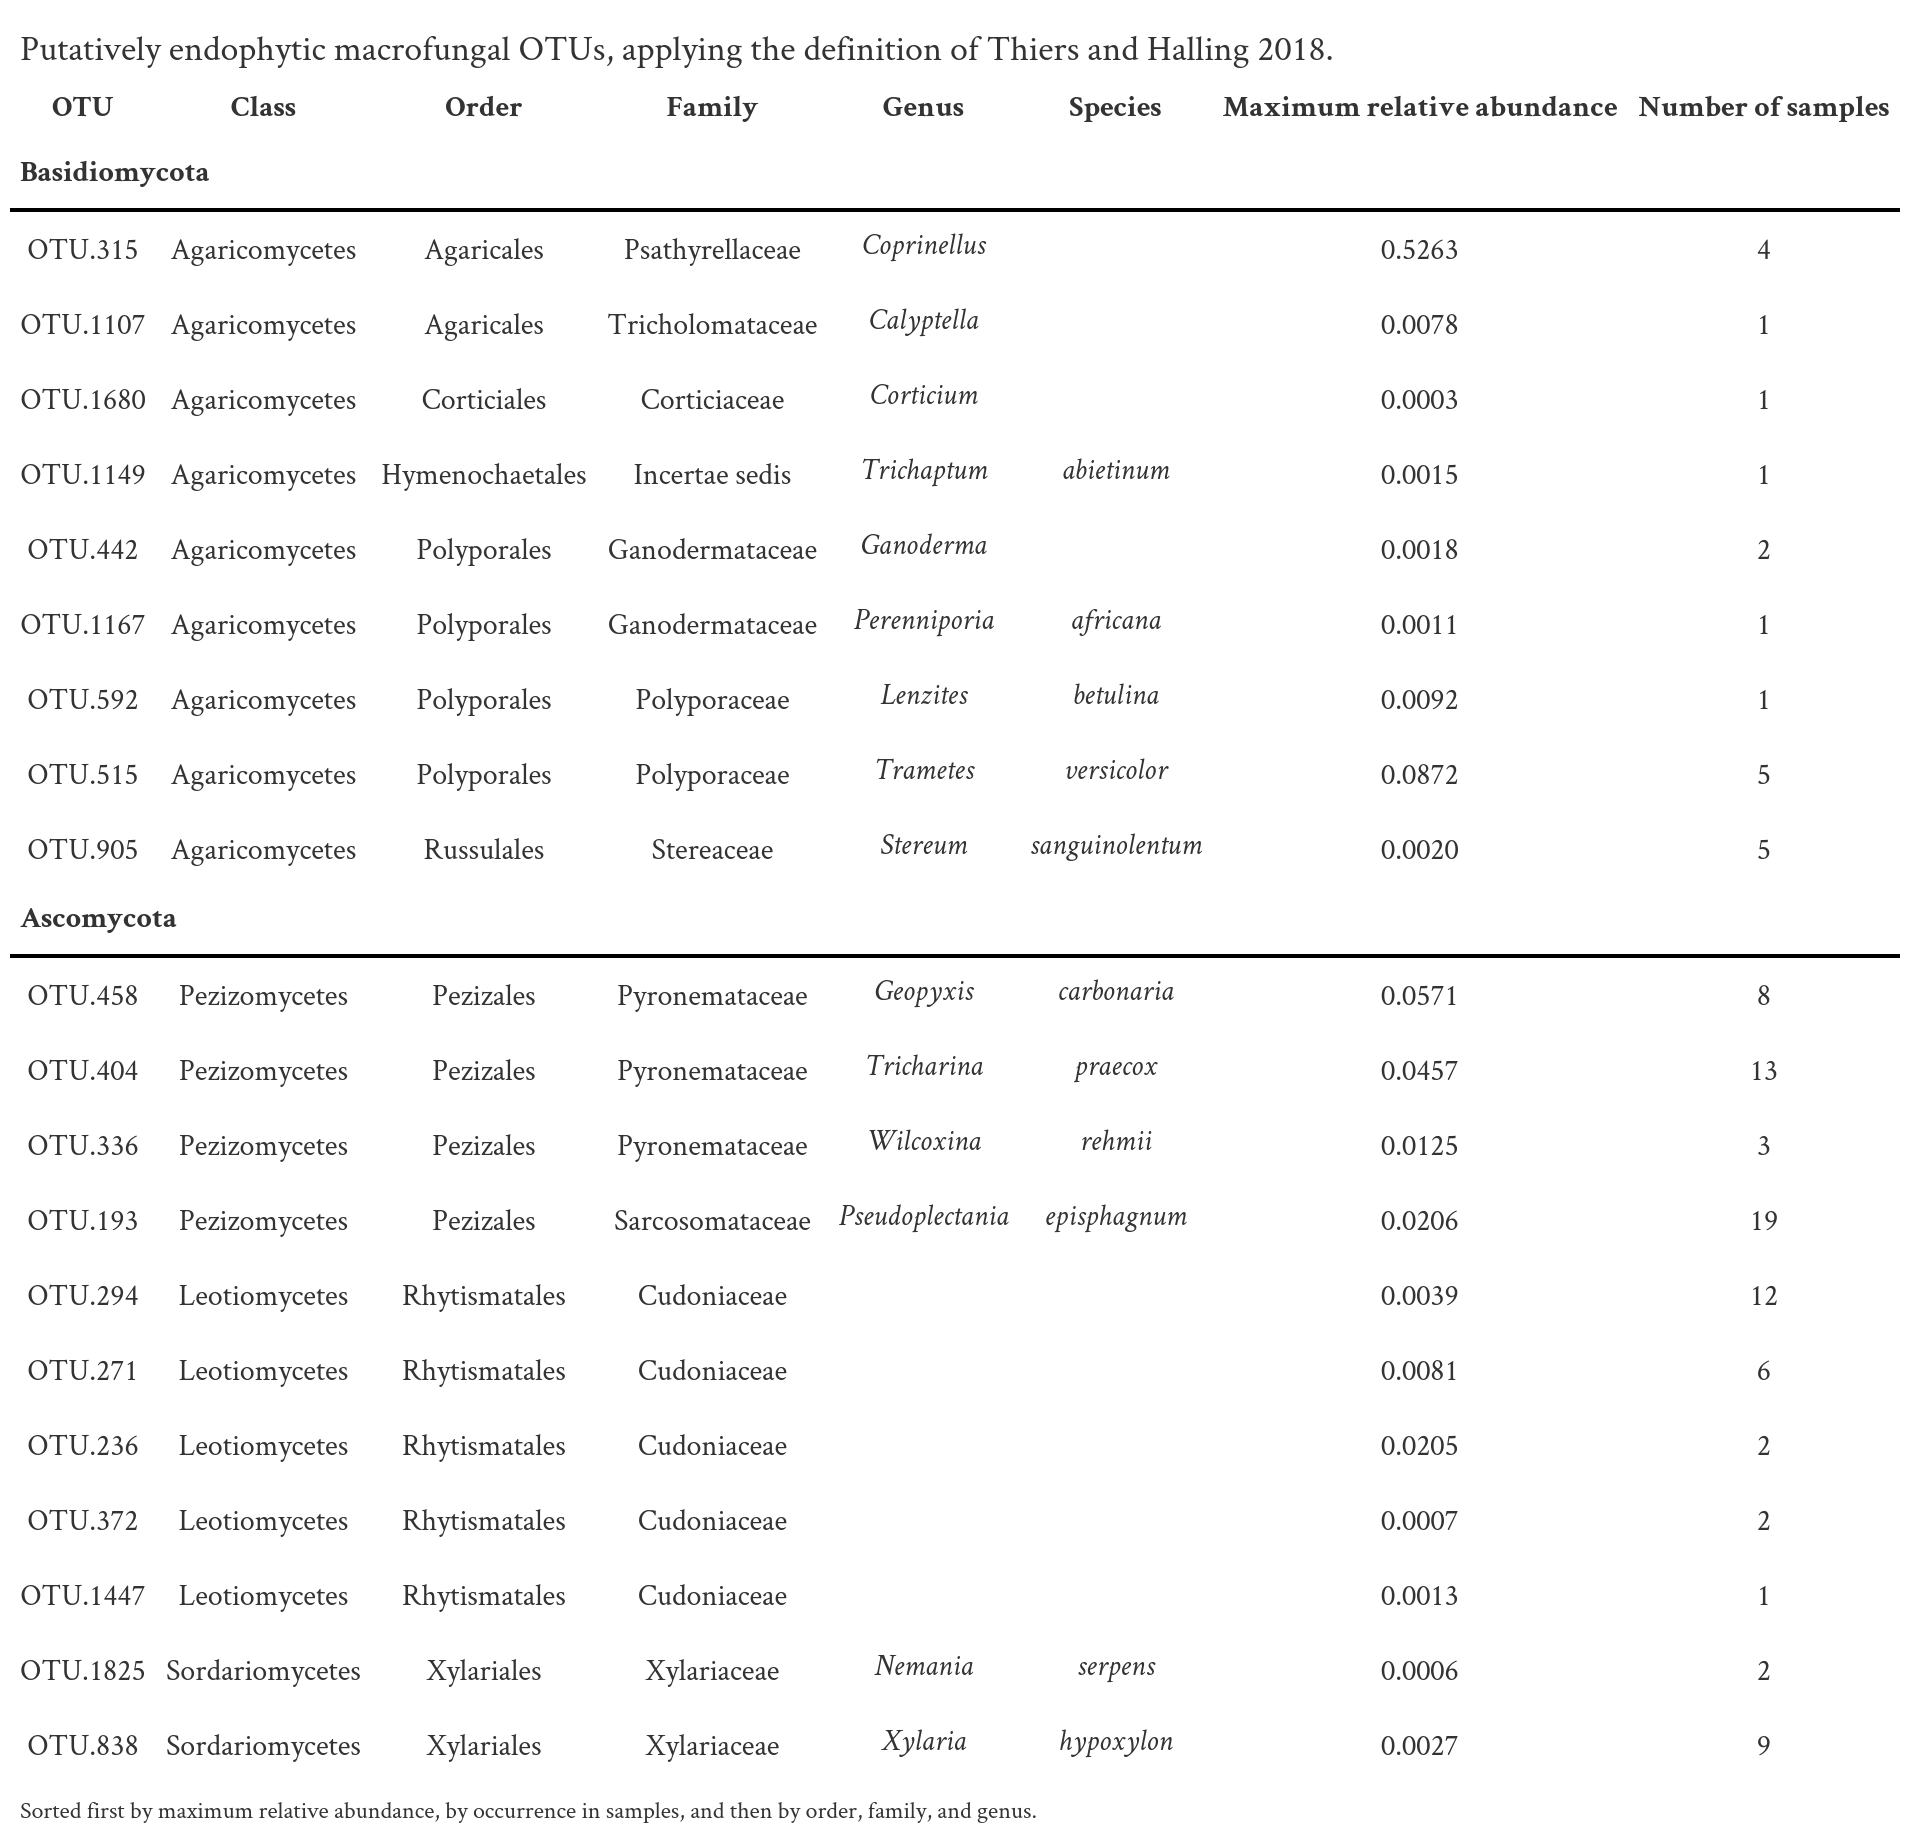 Putatively endophytic macrofungal OTUs, applying the definition of Thiers and Halling 2018.
OTU Class Order Family Genus Species Maximum relative abundance Number of samples
Basidiomycota
OTU.315 Agaricomycetes Agaricales Psathyrellaceae Coprinellus 0.5263 4
OTU.1107 Agaricomycetes Agaricales Tricholomataceae Calyptella 0.0078 1
OTU.1680 Agaricomycetes Corticiales Corticiaceae Corticium 0.0003 1
OTU.1149 Agaricomycetes Hymenochaetales Incertae sedis Trichaptum abietinum 0.0015 1
OTU.442 Agaricomycetes Polyporales Ganodermataceae Ganoderma 0.0018 2
OTU.1167 Agaricomycetes Polyporales Ganodermataceae Perenniporia africana 0.0011 1
OTU.592 Agaricomycetes Polyporales Polyporaceae Lenzites betulina 0.0092 1
OTU.515 Agaricomycetes Polyporales Polyporaceae Trametes versicolor 0.0872 5
OTU.905 Agaricomycetes Russulales Stereaceae Stereum sanguinolentum 0.0020 5
Ascomycota
OTU.458 Pezizomycetes Pezizales Pyronemataceae Geopyxis carbonaria 0.0571 8
OTU.404 Pezizomycetes Pezizales Pyronemataceae Tricharina praecox 0.0457 13
OTU.336 Pezizomycetes Pezizales Pyronemataceae Wilcoxina rehmii 0.0125 3
OTU.193 Pezizomycetes Pezizales Sarcosomataceae Pseudoplectania episphagnum 0.0206 19
OTU.294 Leotiomycetes Rhytismatales Cudoniaceae 0.0039 12
OTU.271 Leotiomycetes Rhytismatales Cudoniaceae 0.0081 6
OTU.236 Leotiomycetes Rhytismatales Cudoniaceae 0.0205 2
OTU.372 Leotiomycetes Rhytismatales Cudoniaceae 0.0007 2
OTU.1447 Leotiomycetes Rhytismatales Cudoniaceae 0.0013 1
OTU.1825 Sordariomycetes Xylariales Xylariaceae Nemania serpens 0.0006 2
OTU.838 Sordariomycetes Xylariales Xylariaceae Xylaria hypoxylon 0.0027 9
Sorted first by maximum relative abundance, by occurrence in samples, and then by order, family, and genus.